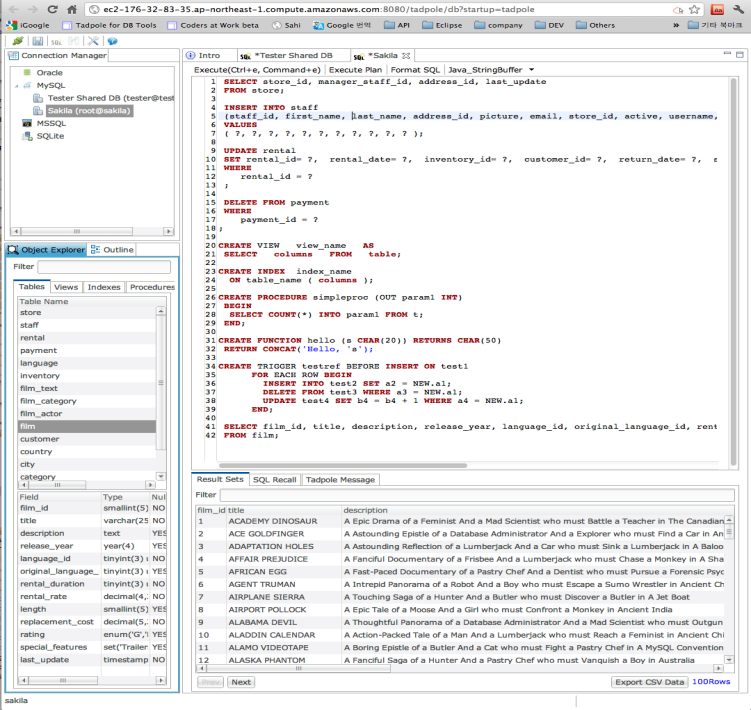 ec2-176-32-83-35.ap-northeast-1.compute.amazonaws.com:8080/tadpole/db?startup=tadpole
Google Tadpole for DB Tools Coders at Work beta Sahi Google 번역 API Eclipse company DEV Others » 기타 북마크
SQL
Connection Manager
Oracle
MySQL
Tester Shared DB (tester@test
Sakila (root@sakila)
MSSQL
SQLite
Object Explorer Outline
Filter
Tables Views Indexes Procedures
Table Name
store
staff
rental
payment
language
inventory
film_text
film_category
film_actor
film
customer
country
city
category
Field Type Nul
film_id smallint(5) NO
title varchar(25 NO
description text YES
release_year year(4) YES
language_id tinyint(3) u NO
original_language_ tinyint(3) u YES
rental_duration tinyint(3) u NO
rental_rate decimal(4, NO
length smallint(5) YES
replacement_cost decimal(5, NO
rating enum('G',' YES
special_features set('Trailer YES
last_update timestamp NO
Intro *Tester Shared DB *Sakila
Execute(Ctrl+e, Command+e) Execute Plan Format SQL Java_StringBuffer
1 SELECT store_id, manager_staff_id, address_id, last_update
2 FROM store;
3
4 INSERT INTO staff
5 (staff_id, first_name, last_name, address_id, picture, email, store_id, active, username,
6 VALUES
7 ( ?, ?, ?, ?, ?, ?, ?, ?, ?, ?, ? );
8
9 UPDATE rental
10 SET rental_id= ?, rental_date= ?, inventory_id= ?, customer_id= ?, return_date= ?, s
11 WHERE
12 rental_id = ?
13 ;
14
15 DELETE FROM payment
16 WHERE
17 payment_id = ?
18 ;
19
20 CREATE VIEW view_name AS
21 SELECT columns FROM table;
22
23 CREATE INDEX index_name
24 ON table_name ( columns );
25
26 CREATE PROCEDURE simpleproc (OUT param1 INT)
27 BEGIN
28 SELECT COUNT(*) INTO param1 FROM t;
29 END;
30
31 CREATE FUNCTION hello (s CHAR(20)) RETURNS CHAR(50)
32 RETURN CONCAT('Hello, 's');
33
34 CREATE TRIGGER testref BEFORE INSERT ON test1
35 FOR EACH ROW BEGIN
36 INSERT INTO test2 SET a2 = NEW.a1;
37 DELETE FROM test3 WHERE a3 = NEW.a1;
38 UPDATE test4 SET b4 = b4 + 1 WHERE a4 = NEW.a1;
39 END;
40
41 SELECT film_id, title, description, release_year, language_id, original_language_id, rent
42 FROM film;
Result Sets SQL Recall Tadpole Message
Filter
film_id title description
1 ACADEMY DINOSAUR A Epic Drama of a Feminist And a Mad Scientist who must Battle a Teacher in The Canadian
2 ACE GOLDFINGER A Astounding Epistle of a Database Administrator And a Explorer who must Find a Car in An
3 ADAPTATION HOLES A Astounding Reflection of a Lumberjack And a Car who must Sink a Lumberjack in A Baloo
4 AFFAIR PREJUDICE A Fanciful Documentary of a Frisbee And a Lumberjack who must Chase a Monkey in A Sha
5 AFRICAN EGG A Fast-Paced Documentary of a Pastry Chef And a Dentist who must Pursue a Forensic Psyc
6 AGENT TRUMAN A Intrepid Panorama of a Robot And a Boy who must Escape a Sumo Wrestler in Ancient Ch
7 AIRPLANE SIERRA A Touching Saga of a Hunter And a Butler who must Discover a Butler in A Jet Boat
8 AIRPORT POLLOCK A Epic Tale of a Moose And a Girl who must Confront a Monkey in Ancient India
9 ALABAMA DEVIL A Thoughtful Panorama of a Database Administrator And a Mad Scientist who must Outgun
10 ALADDIN CALENDAR A Action-Packed Tale of a Man And a Lumberjack who must Reach a Feminist in Ancient Chi
11 ALAMO VIDEOTAPE A Boring Epistle of a Butler And a Cat who must Fight a Pastry Chef in A MySQL Convention
12 ALASKA PHANTOM A Fanciful Saga of a Hunter And a Pastry Chef who must Vanquish a Boy in Australia
Prev Next Export CSV Data 100Rows
sakila